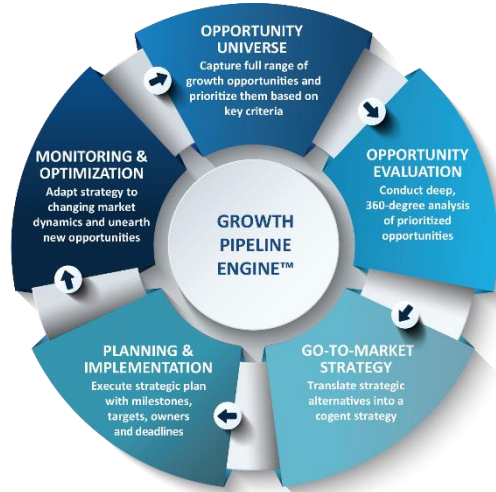 OPPORTUNITY
UNIVERSE
Capture full range of
growth opportunities and
prioritize them based on
key criteria
OPPORTUNITY
EVALUATION
Conduct deep,
360-degree analysis
of prioritized
opportunities
GO-TO-MARKET
STRATEGY
Translate strategic
alternatives into a
cogent strategy
PLANNING &
IMPLEMENTATION
Execute strategic plan
with milestones,
targets, owners
and deadlines
MONITORING &
OPTIMIZATION
Adapt strategy to
changing market
dynamics and unearth
new opportunities
GROWTH
PIPELINE
ENGINE™